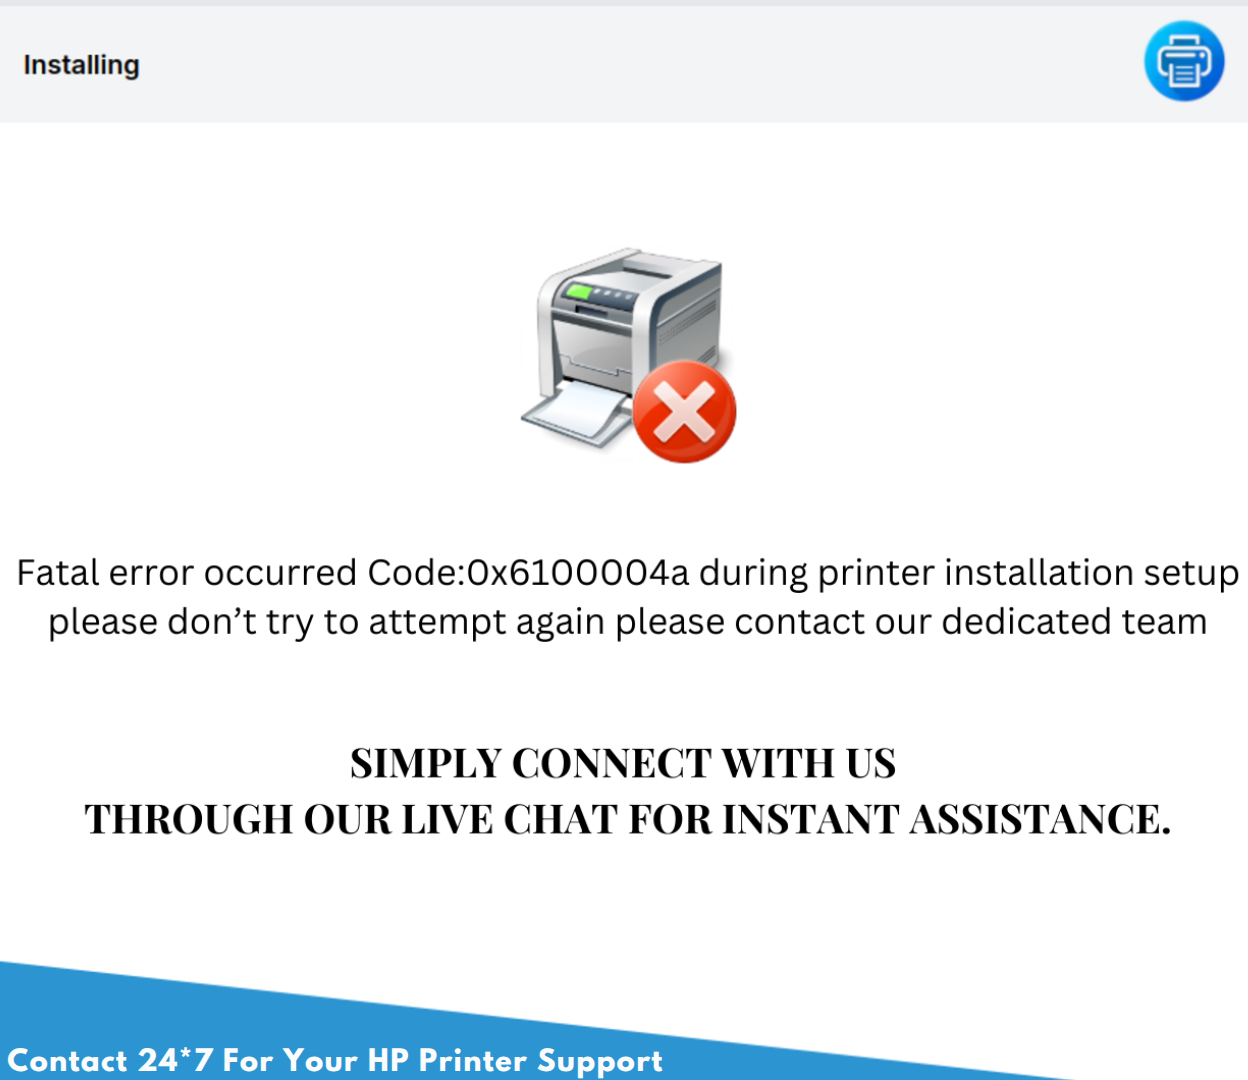 Installing
Fatal error occurred Code:0x6100004a during printer installation setup
please don’t try to attempt again please contact our dedicated team
SIMPLY CONNECT WITH US
THROUGH OUR LIVE CHAT FOR INSTANT ASSISTANCE.
Contact 24*7 For Your HP Printer Support